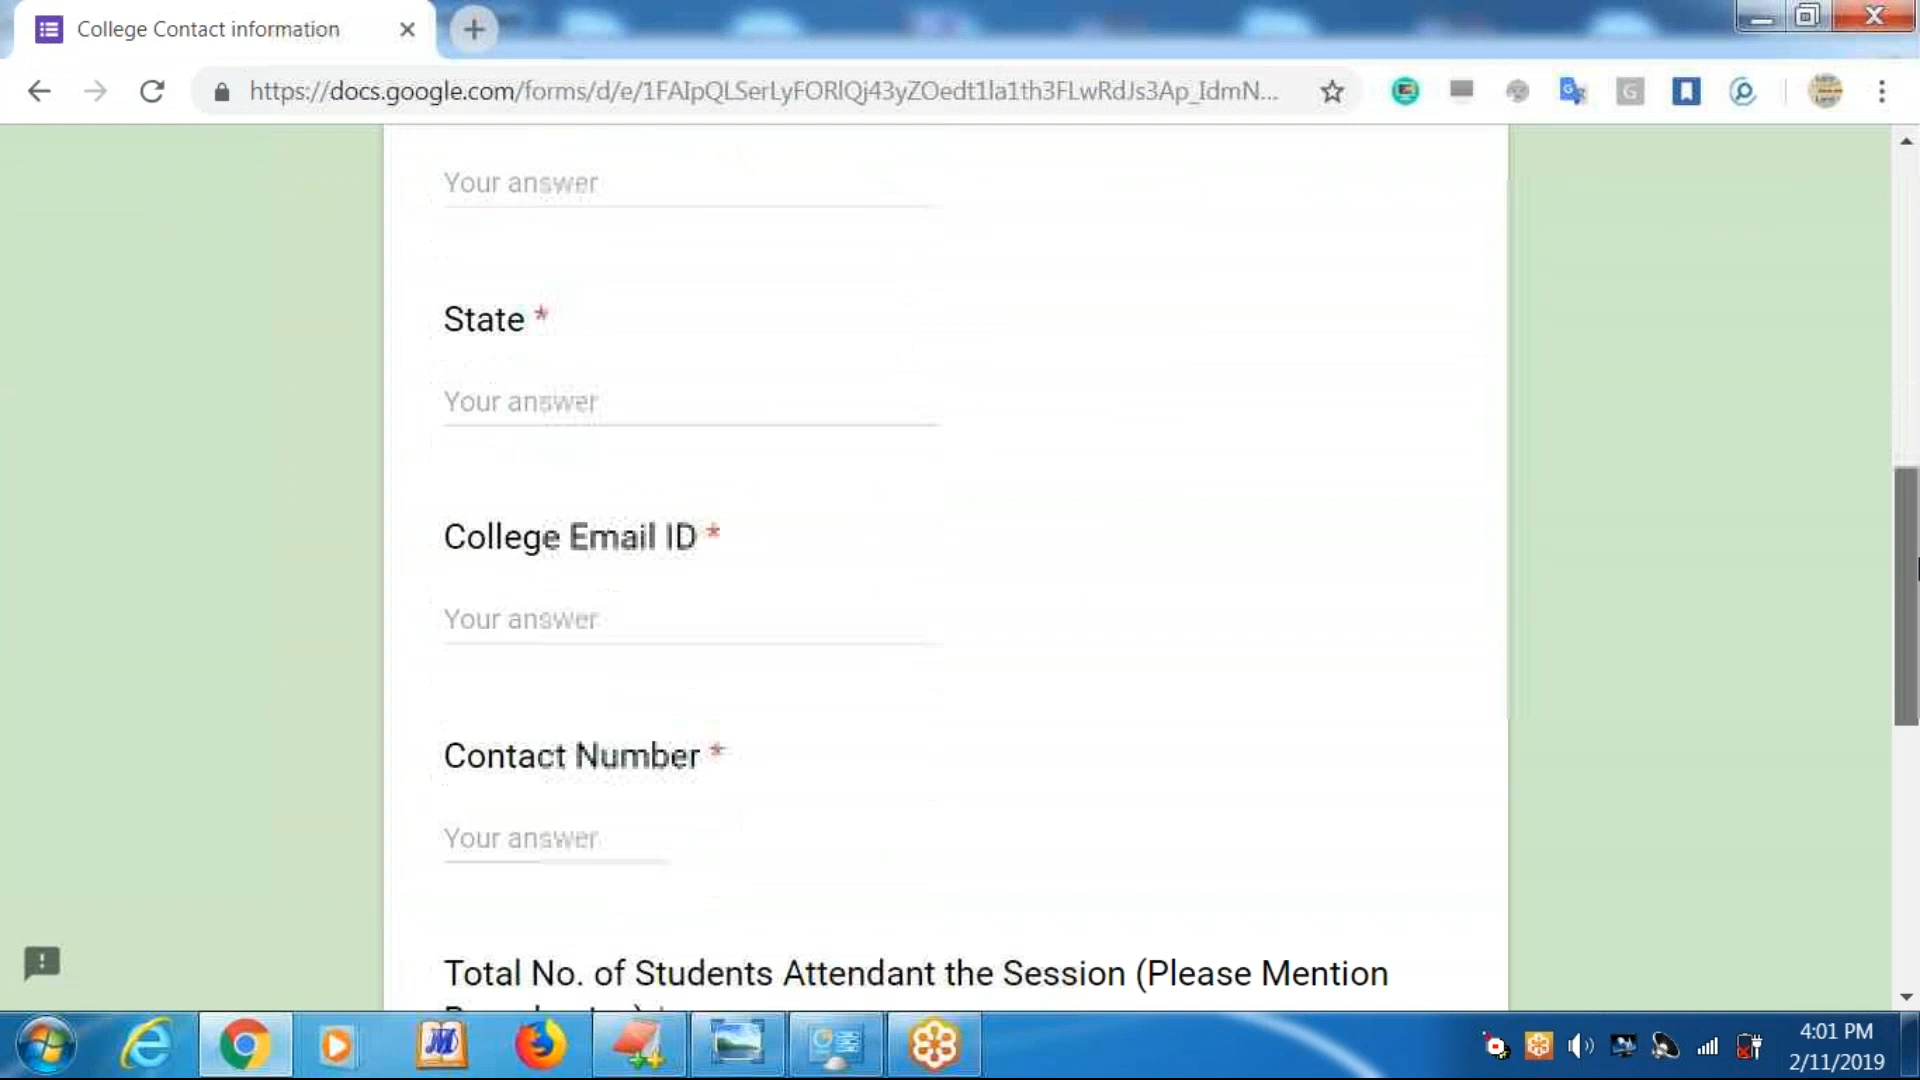 College Contact information
https://docs.google.com/forms/d/e/1FAIpQLSerLyFORlQj43yZOedt1la1th3FLwRdJs3Ap_IdmN...
Your answer
State *
Your answer
College Email ID *
Your answer
Contact Number *
Your answer
Total No. of Students Attendant the Session (Please Mention
4:01 PM
2/11/2019